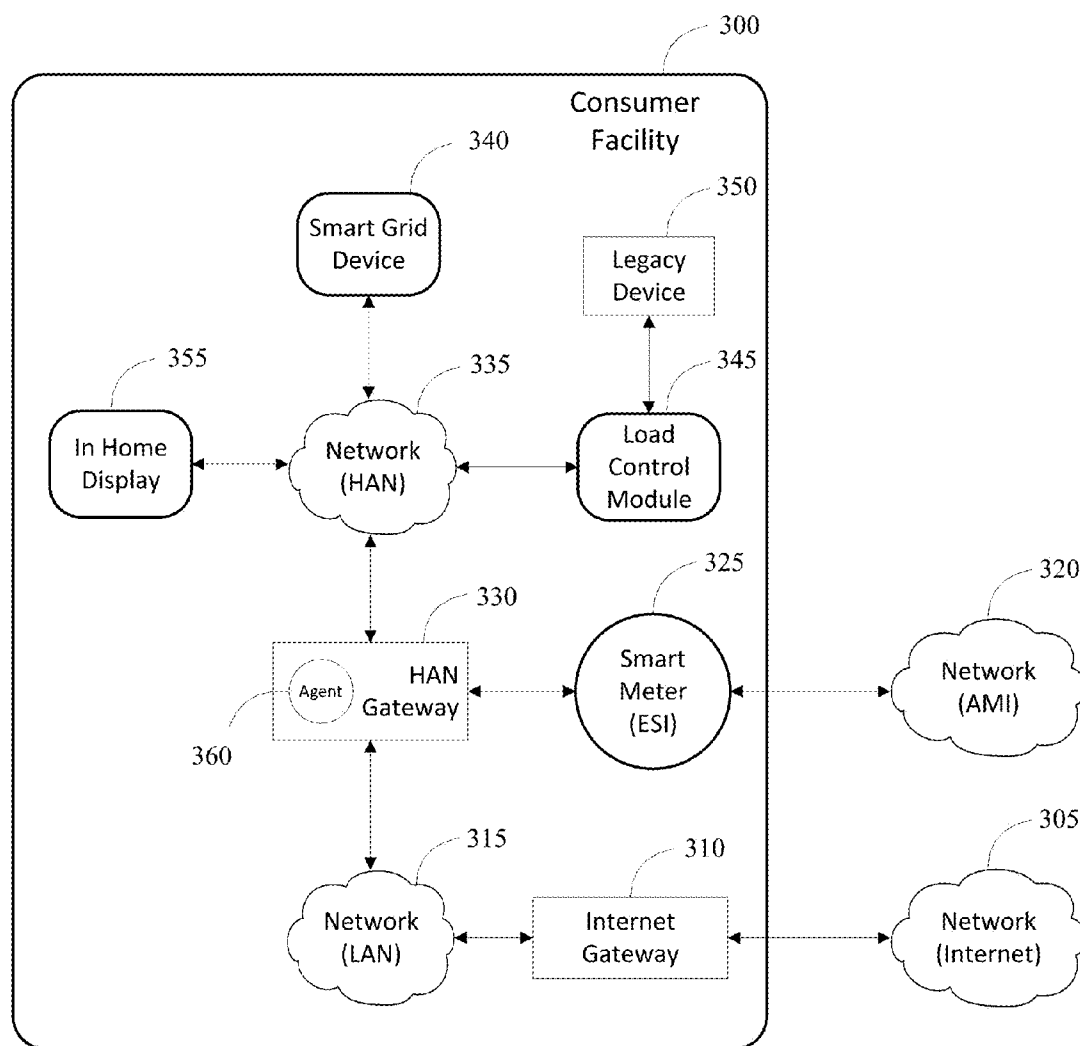 300
Consumer
Facility
340
350
Smart Grid
Device
Legacy
Device
355
335
345
In Home
Display
Network
(HAN)
Load
Control
Module
325
320
330
Agent
HAN
Gateway
Smart
Meter
(ESI)
Network
(AMI)
360
315
310
305
Network
(LAN)
Internet
Gateway
Network
(Internet)